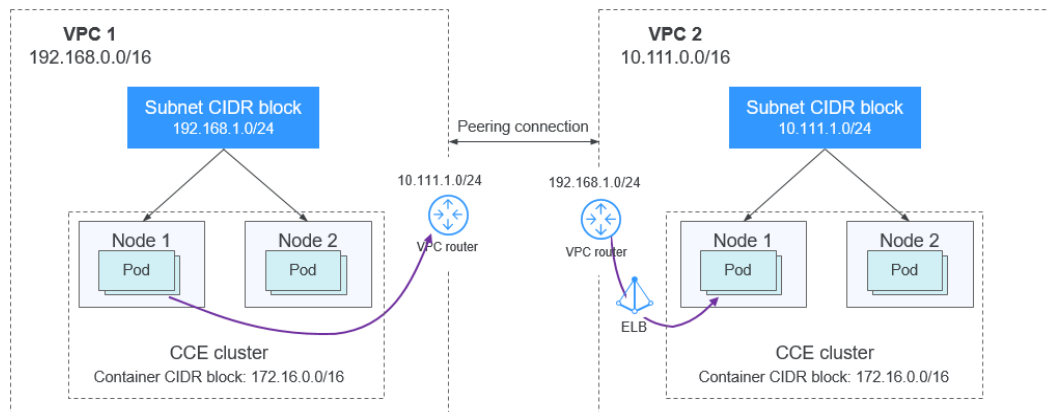 VPC 1
192.168.0.0/16
Subnet CIDR block
192.168.1.0/24
10.111.1.0/24
VPC router
Node 1
Pod
Node 2
Pod
CCE cluster
Container CIDR block: 172.16.0.0/16
Peering connection
VPC 2
10.111.0.0/16
Subnet CIDR block
10.111.1.0/24
192.168.1.0/24
VPC router
ELB
Node 1
Pod
Node 2
Pod
CCE cluster
Container CIDR block: 172.16.0.0/16